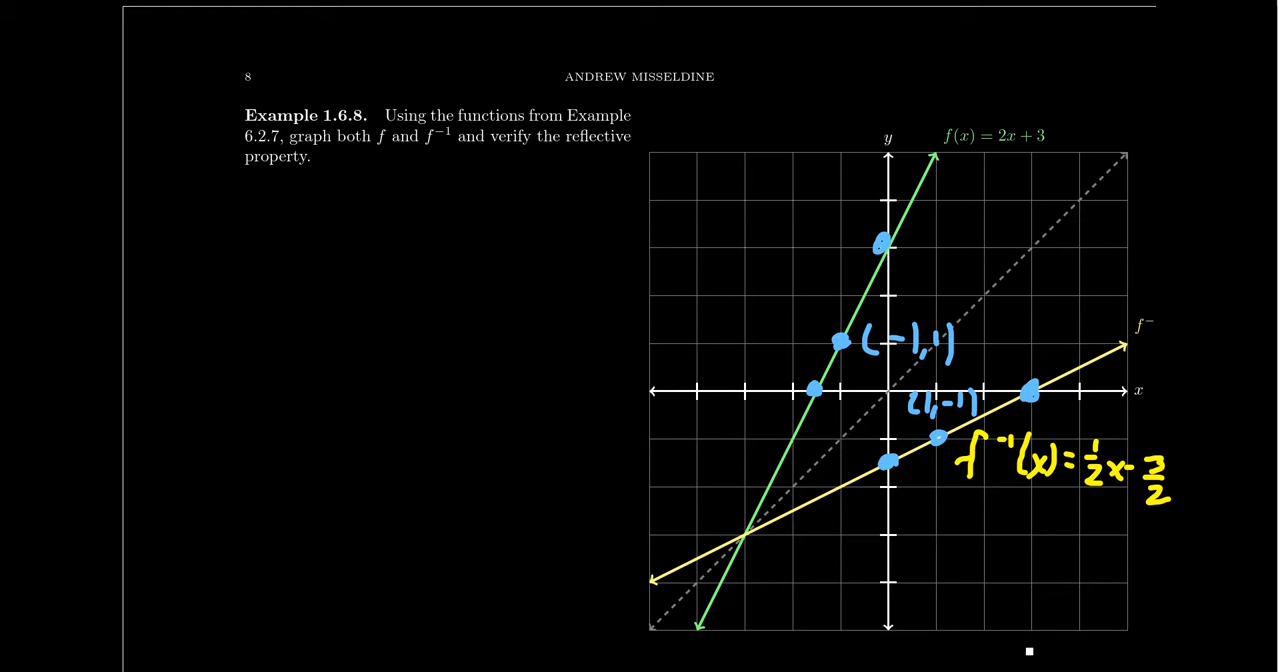 8 ANDREW MISSELDINE
Example 1.6.8. Using the functions from Example
6.2.7, graph both f and f⁻¹ and verify the reflective
property.
y
f(x) = 2x + 3
f⁻
(-1, 1)
x
(1, -1)
f⁻¹(x) = 1/2 x - 3/2